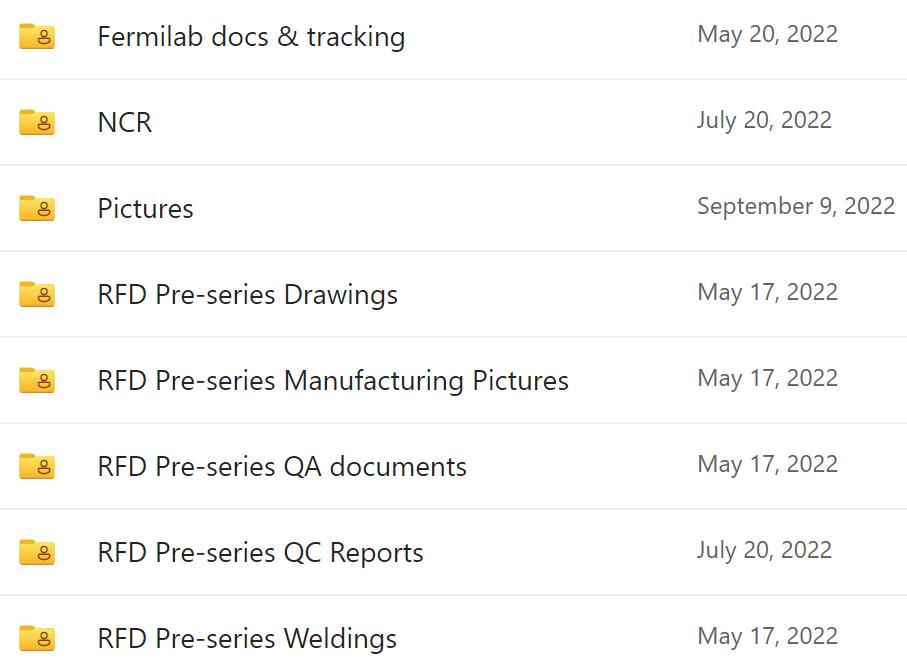 Fermilab docs & tracking May 20, 2022
NCR July 20, 2022
Pictures September 9, 2022
RFD Pre-series Drawings May 17, 2022
RFD Pre-series Manufacturing Pictures May 17, 2022
RFD Pre-series QA documents May 17, 2022
RFD Pre-series QC Reports July 20, 2022
RFD Pre-series Weldings May 17, 2022